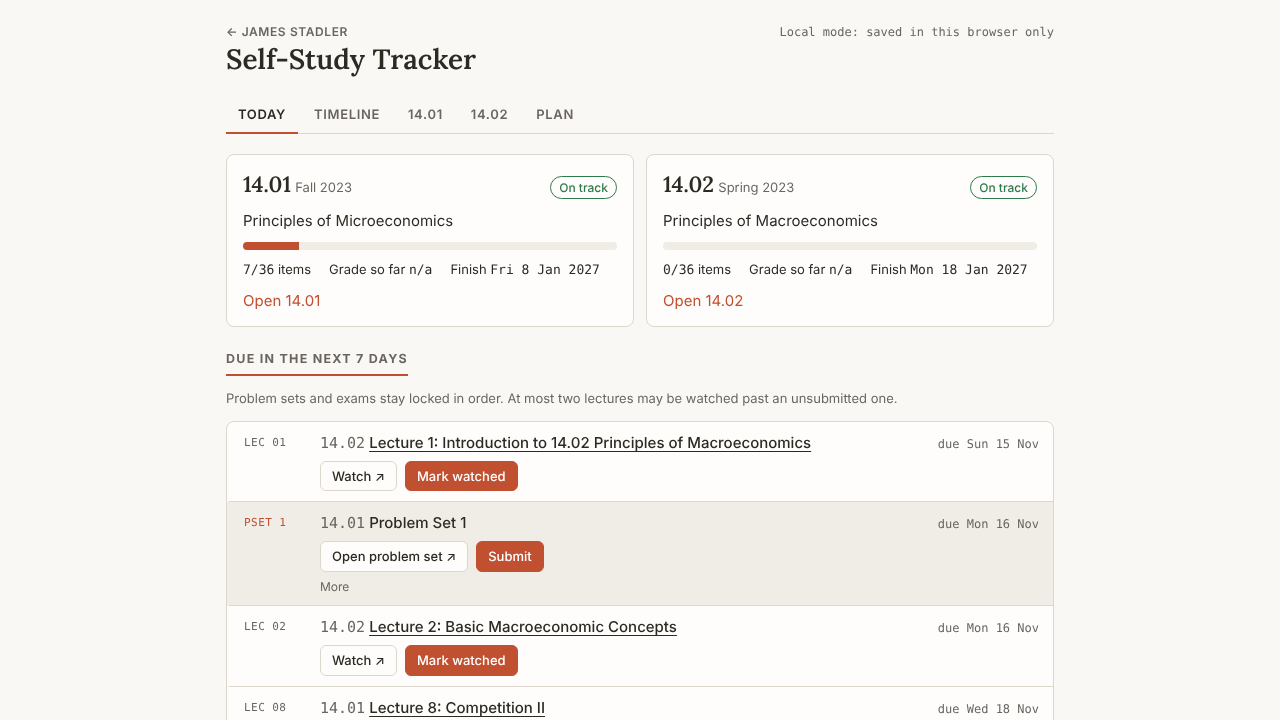 ← JAMES STADLER
Local mode: saved in this browser only
Self-Study Tracker
TODAY TIMELINE 14.01 14.02 PLAN
14.01 Fall 2023 On track
Principles of Microeconomics
7/36 items Grade so far n/a Finish Fri 8 Jan 2027
Open 14.01
14.02 Spring 2023 On track
Principles of Macroeconomics
0/36 items Grade so far n/a Finish Mon 18 Jan 2027
Open 14.02
DUE IN THE NEXT 7 DAYS
Problem sets and exams stay locked in order. At most two lectures may be watched past an unsubmitted one.
LEC 01 14.02 Lecture 1: Introduction to 14.02 Principles of Macroeconomics due Sun 15 Nov
Watch ↗ Mark watched
PSET 1 14.01 Problem Set 1 due Mon 16 Nov
Open problem set ↗ Submit
More
LEC 02 14.02 Lecture 2: Basic Macroeconomic Concepts due Mon 16 Nov
Watch ↗ Mark watched
LEC 08 14.01 Lecture 8: Competition II due Wed 18 Nov